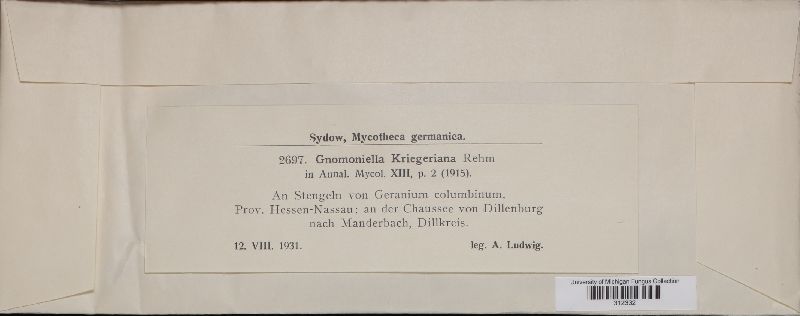 Sydow, Mycotheca germanica.
2697. Gnomoniella Kriegeriana Rehm
in Annal. Mycol. XIII, p. 2 (1915).
An Stengeln von Geranium columbinum.
Prov. Hessen-Nassau: an der Chaussee von Dillenburg
nach Manderbach, Dillkreis.
12. VIII. 1931. leg. A. Ludwig.
University of Michigan Fungus Collection
312332